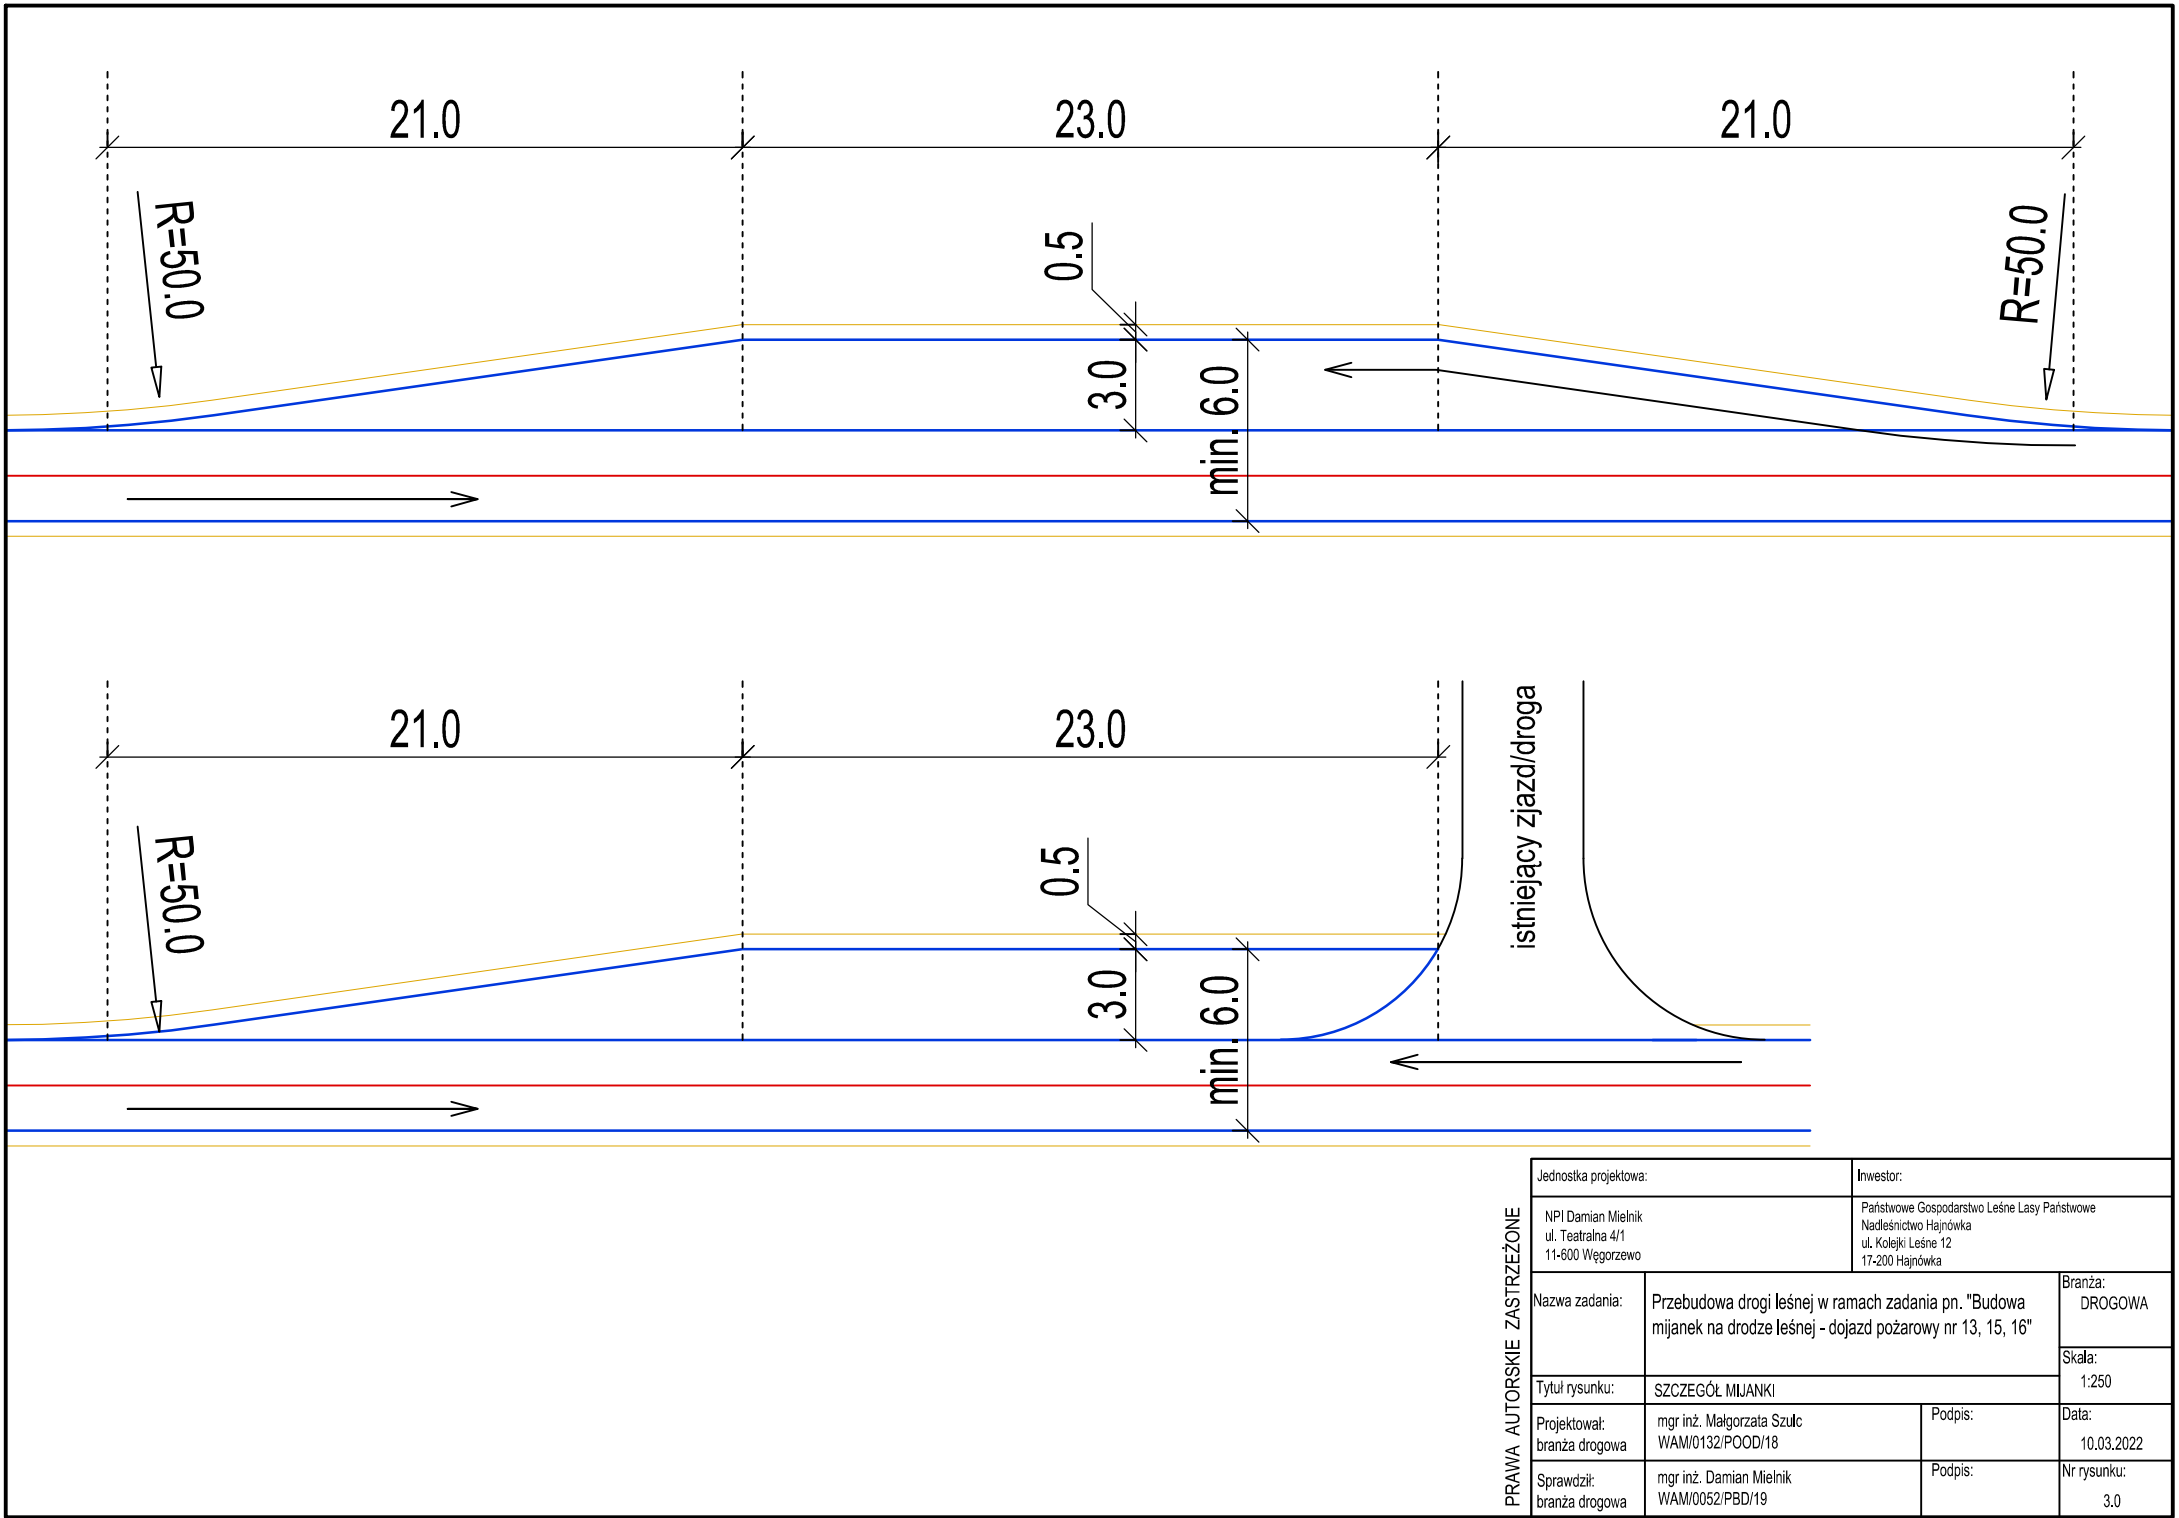 21.0
23.0
21.0
R=50.0
0.5
3.0
min. 6.0
R=50.0
21.0
23.0
R=50.0
0.5
3.0
min. 6.0
istniejący zjazd/droga
PRAWA AUTORSKIE ZASTRZEŻONE
Jednostka projektowa:
Inwestor:
NPI Damian Mielnik
ul. Teatralna 4/1
11-600 Węgorzewo
Państwowe Gospodarstwo Leśne Lasy Państwowe
Nadleśnictwo Hajnówka
ul. Kolejki Leśne 12
17-200 Hajnówka
Nazwa zadania:
Przebudowa drogi leśnej w ramach zadania pn. "Budowa
mijanek na drodze leśnej - dojazd pożarowy nr 13, 15, 16"
Branża:
DROGOWA
Skala:
1:250
Tytuł rysunku:
SZCZEGÓŁ MIJANKI
Projektował:
branża drogowa
mgr inż. Małgorzata Szulc
WAM/0132/POOD/18
Podpis:
Data:
10.03.2022
Sprawdził:
branża drogowa
mgr inż. Damian Mielnik
WAM/0052/PBD/19
Podpis:
Nr rysunku:
3.0